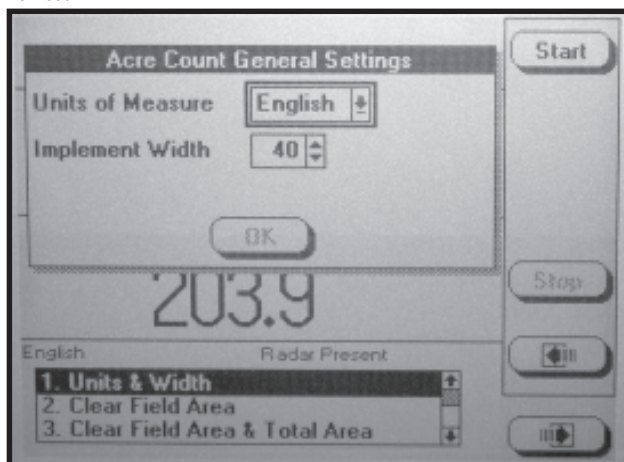 Acre Count General Settings
Units of Measure English
Implement Width 40
OK
203.9
English Radar Present
1. Units & Width
2. Clear Field Area
3. Clear Field Area & Total Area
Start
Stop